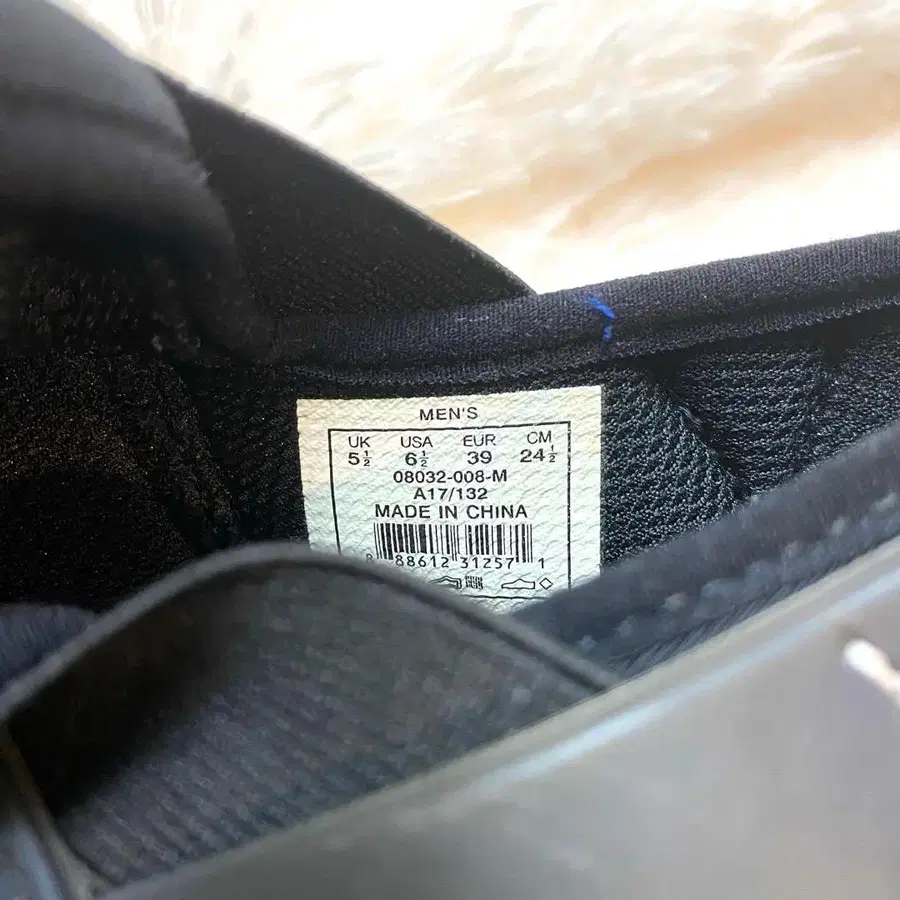 MEN'S
UK USA EUR CM
5½ 6½ 39 24½
08032-008-M
A17/132
MADE IN CHINA
8 88612 31257 1